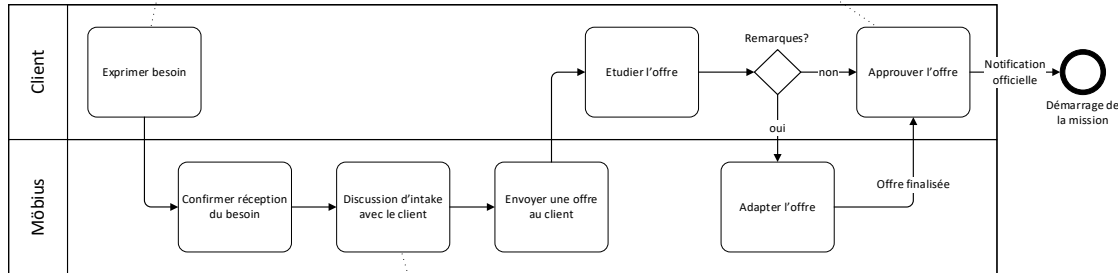 Client
Exprimer besoin
Etudier l’offre
Remarques?
non
Approuver l’offre
Notification
officielle
Démarrage de
la mission
oui
Möbius
Confirmer réception
du besoin
Discussion d’intake
avec le client
Envoyer une offre
au client
Adapter l’offre
Offre finalisée